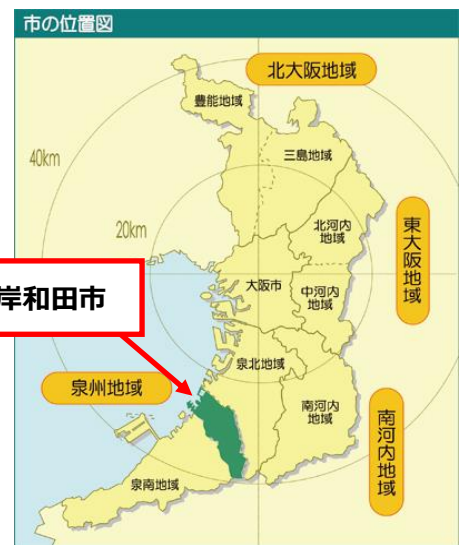 市の位置図
北大阪地域
豊能地域
三島地域
40km
20km
北河内
地域
東大阪地域
大阪市
中河内
地域
岸和田市
泉北地域
泉州地域
南河内
地域
南河内地域
泉南地域